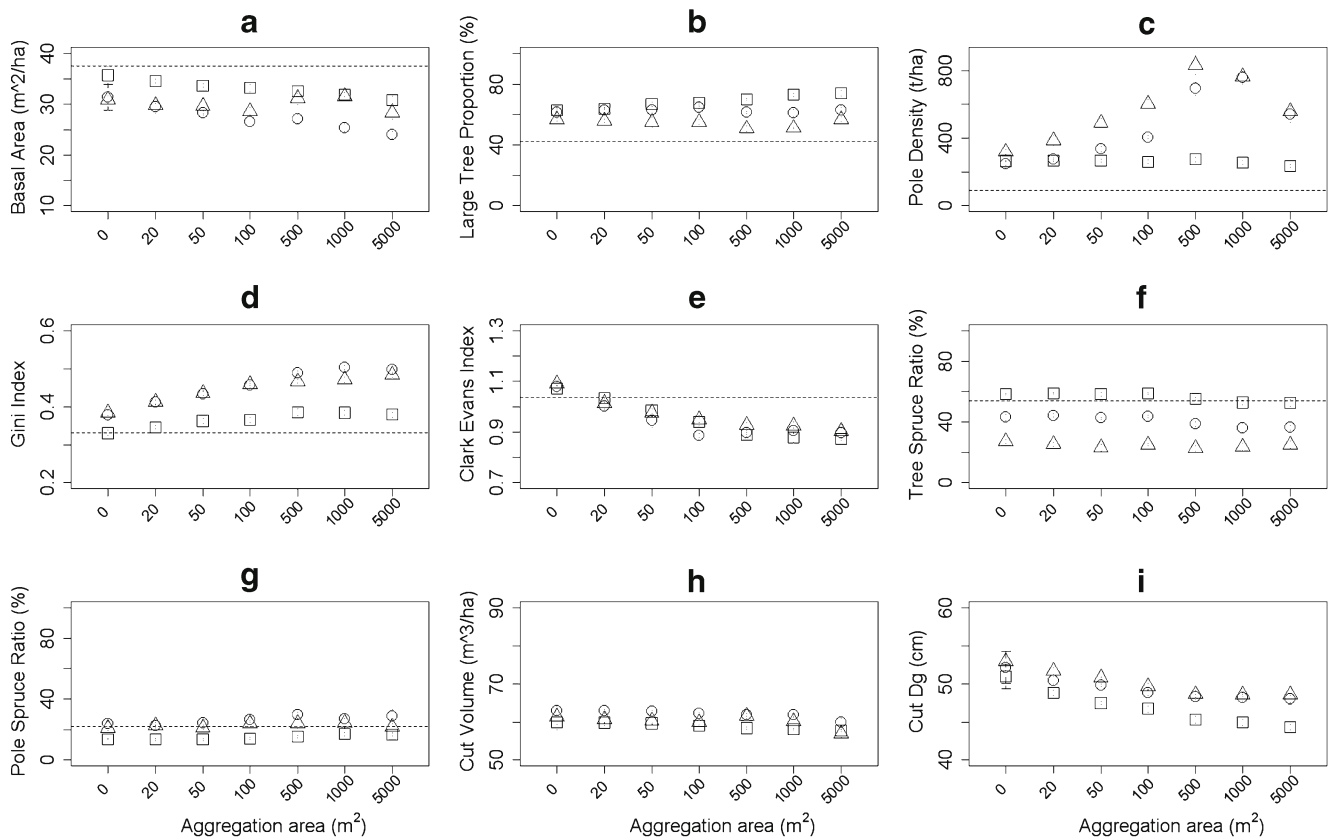 a b c
Basal Area (m^2/ha)
40
30
20
10
0 20 50 100 500 1000 5000
Large Tree Proportion (%)
80
40
0
0 20 50 100 500 1000 5000
Pole Density (t/ha)
800
400
0
0 20 50 100 500 1000 5000
d e f
Gini Index
0.6
0.4
0.2
0 20 50 100 500 1000 5000
Clark Evans Index
1.3
1.1
0.9
0.7
0 20 50 100 500 1000 5000
Tree Spruce Ratio (%)
80
40
0
0 20 50 100 500 1000 5000
g h i
Pole Spruce Ratio (%)
80
40
0
0 20 50 100 500 1000 5000
Aggregation area (m²)
Cut Volume (m^3/ha)
90
70
50
0 20 50 100 500 1000 5000
Aggregation area (m²)
Cut Dg (cm)
60
50
40
0 20 50 100 500 1000 5000
Aggregation area (m²)